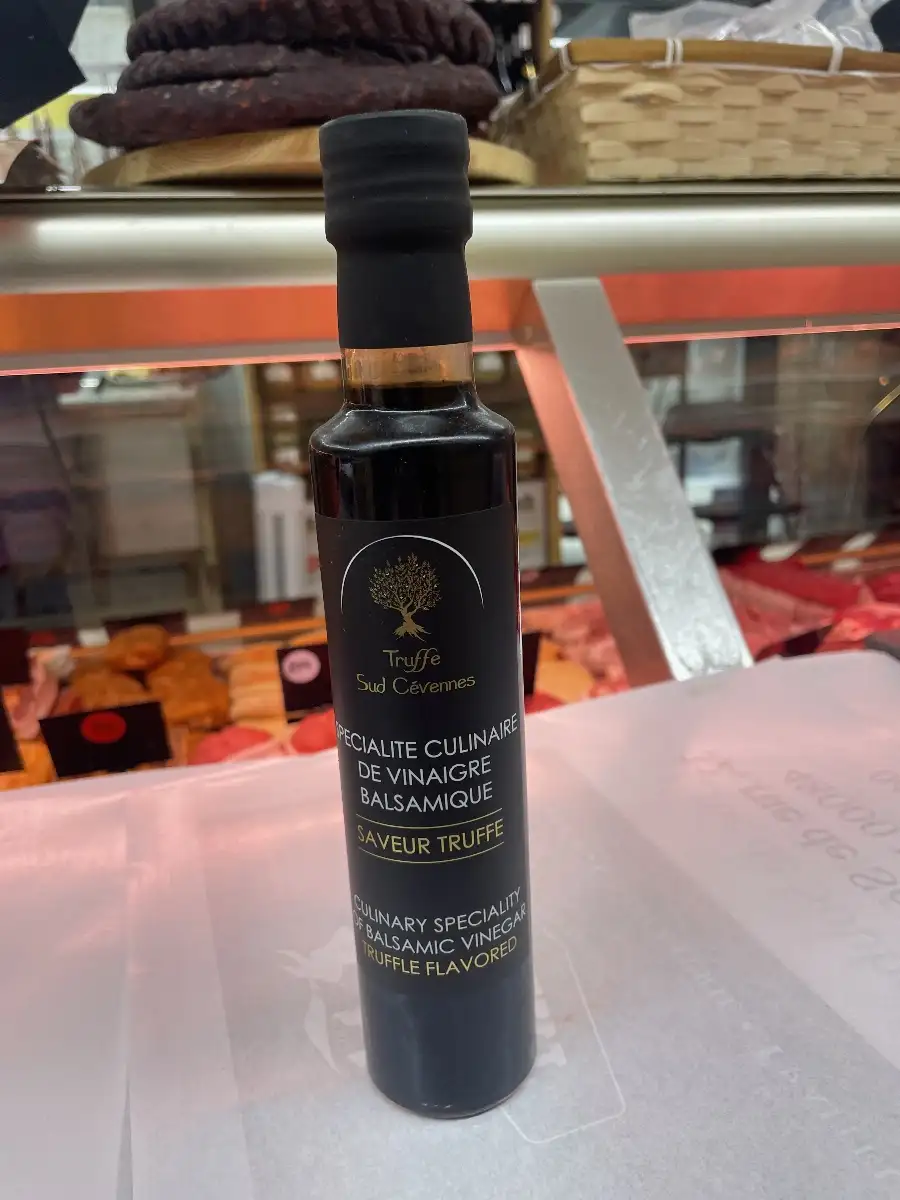 Truffe
Sud Cévennes
SPECIALITE CULINAIRE
DE VINAIGRE
BALSAMIQUE
SAVEUR TRUFFE
CULINARY SPECIALITY
OF BALSAMIC VINEGAR
TRUFFLE FLAVORED